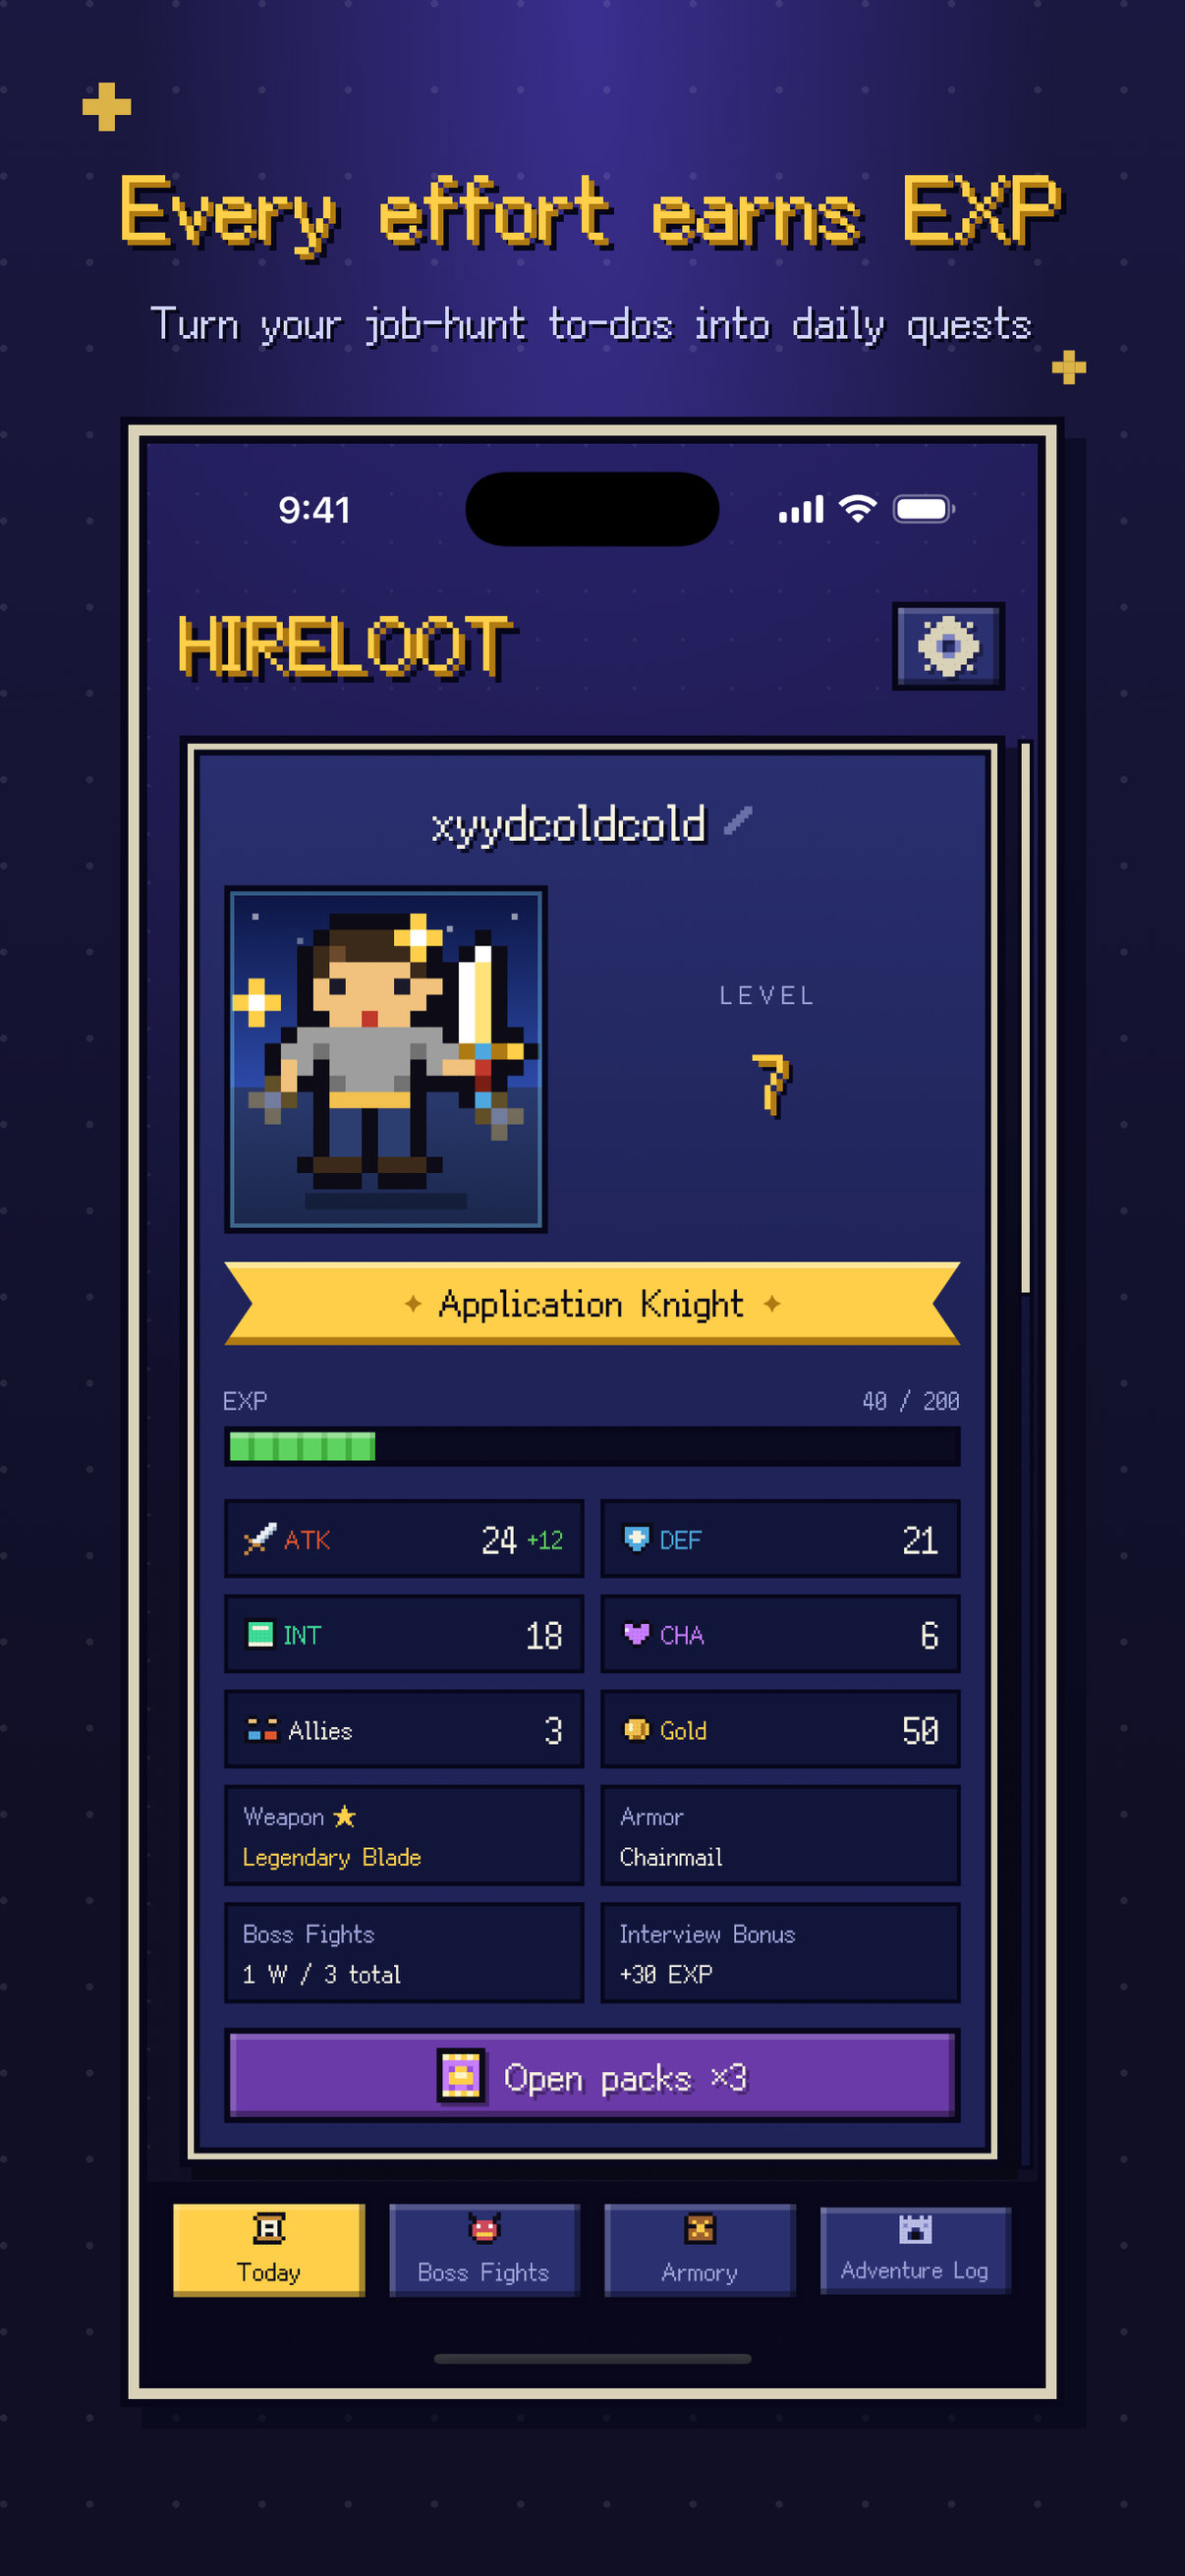 Every effort earns EXP
Turn your job-hunt to-dos into daily quests
9:41
HIRELOOT
xyydcoldcold
LEVEL
7
Application Knight
EXP 40 / 200
ATK 24 +12
DEF 21
INT 18
CHA 6
Allies 3
Gold 50
Weapon
Legendary Blade
Armor
Chainmail
Boss Fights
1 W / 3 total
Interview Bonus
+30 EXP
Open packs ×3
Today
Boss Fights
Armory
Adventure Log